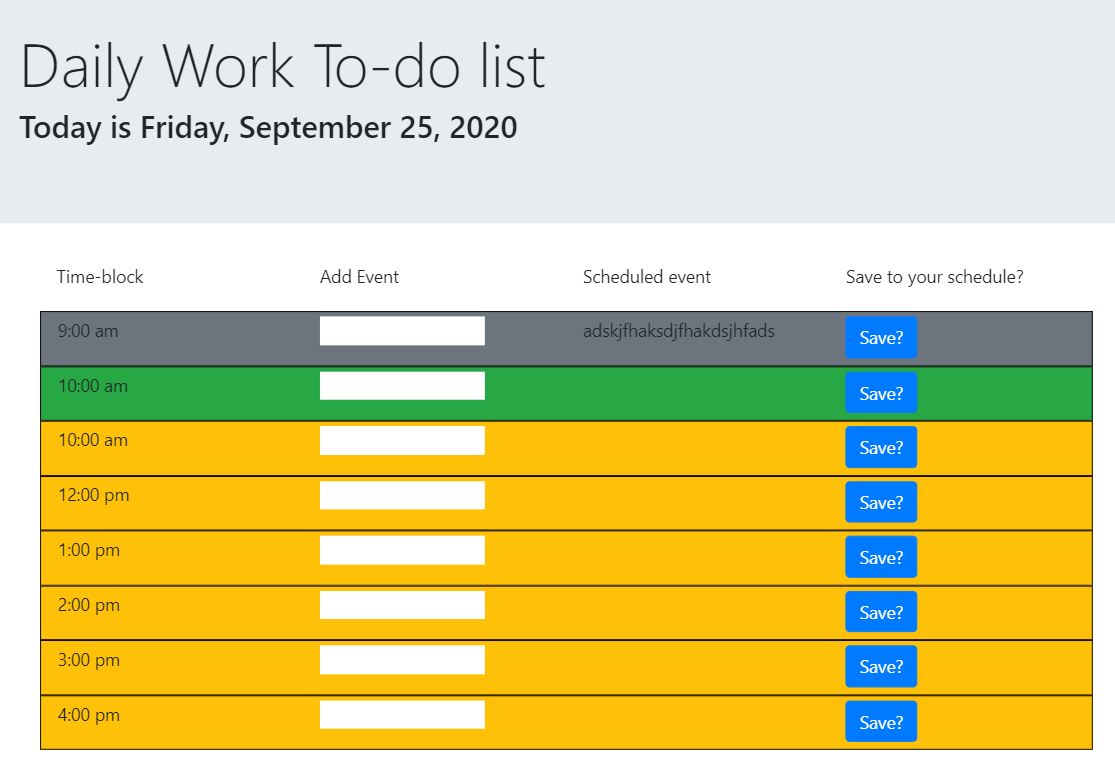 Daily Work To-do list
Today is Friday, September 25, 2020
Time-block Add Event Scheduled event Save to your schedule?
9:00 am adskjfhaksdjfhakdsjhfads Save?
10:00 am Save?
10:00 am Save?
12:00 pm Save?
1:00 pm Save?
2:00 pm Save?
3:00 pm Save?
4:00 pm Save?